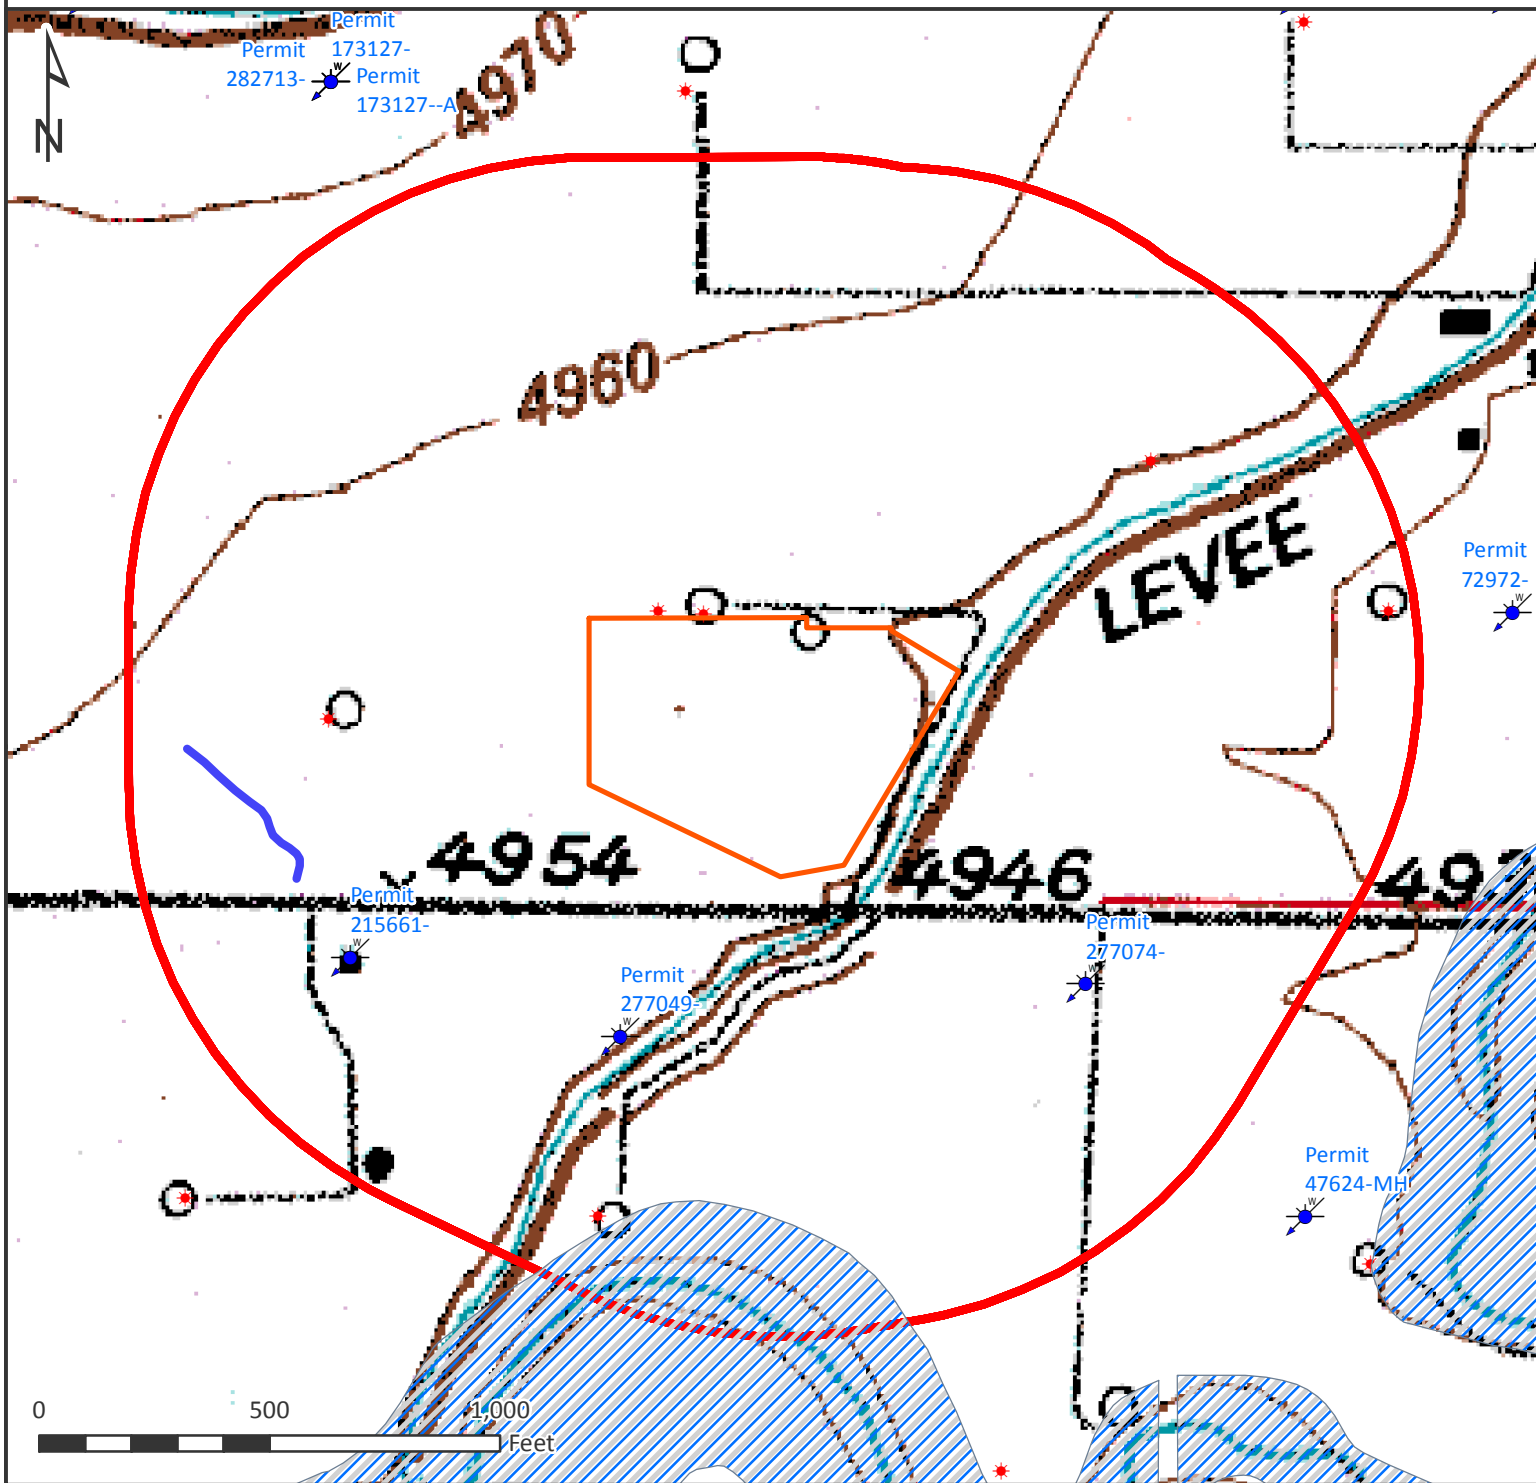 Permit
173127-
Permit
282713-
Permit
173127--A
4970
N
4960
LEVEE
Permit
72972-
4954
4946
Permit
215661-
Permit
277074-
Permit
277049-
Permit
47624-MH
0 500 1,000
Feet
w
w
w
w
w
w